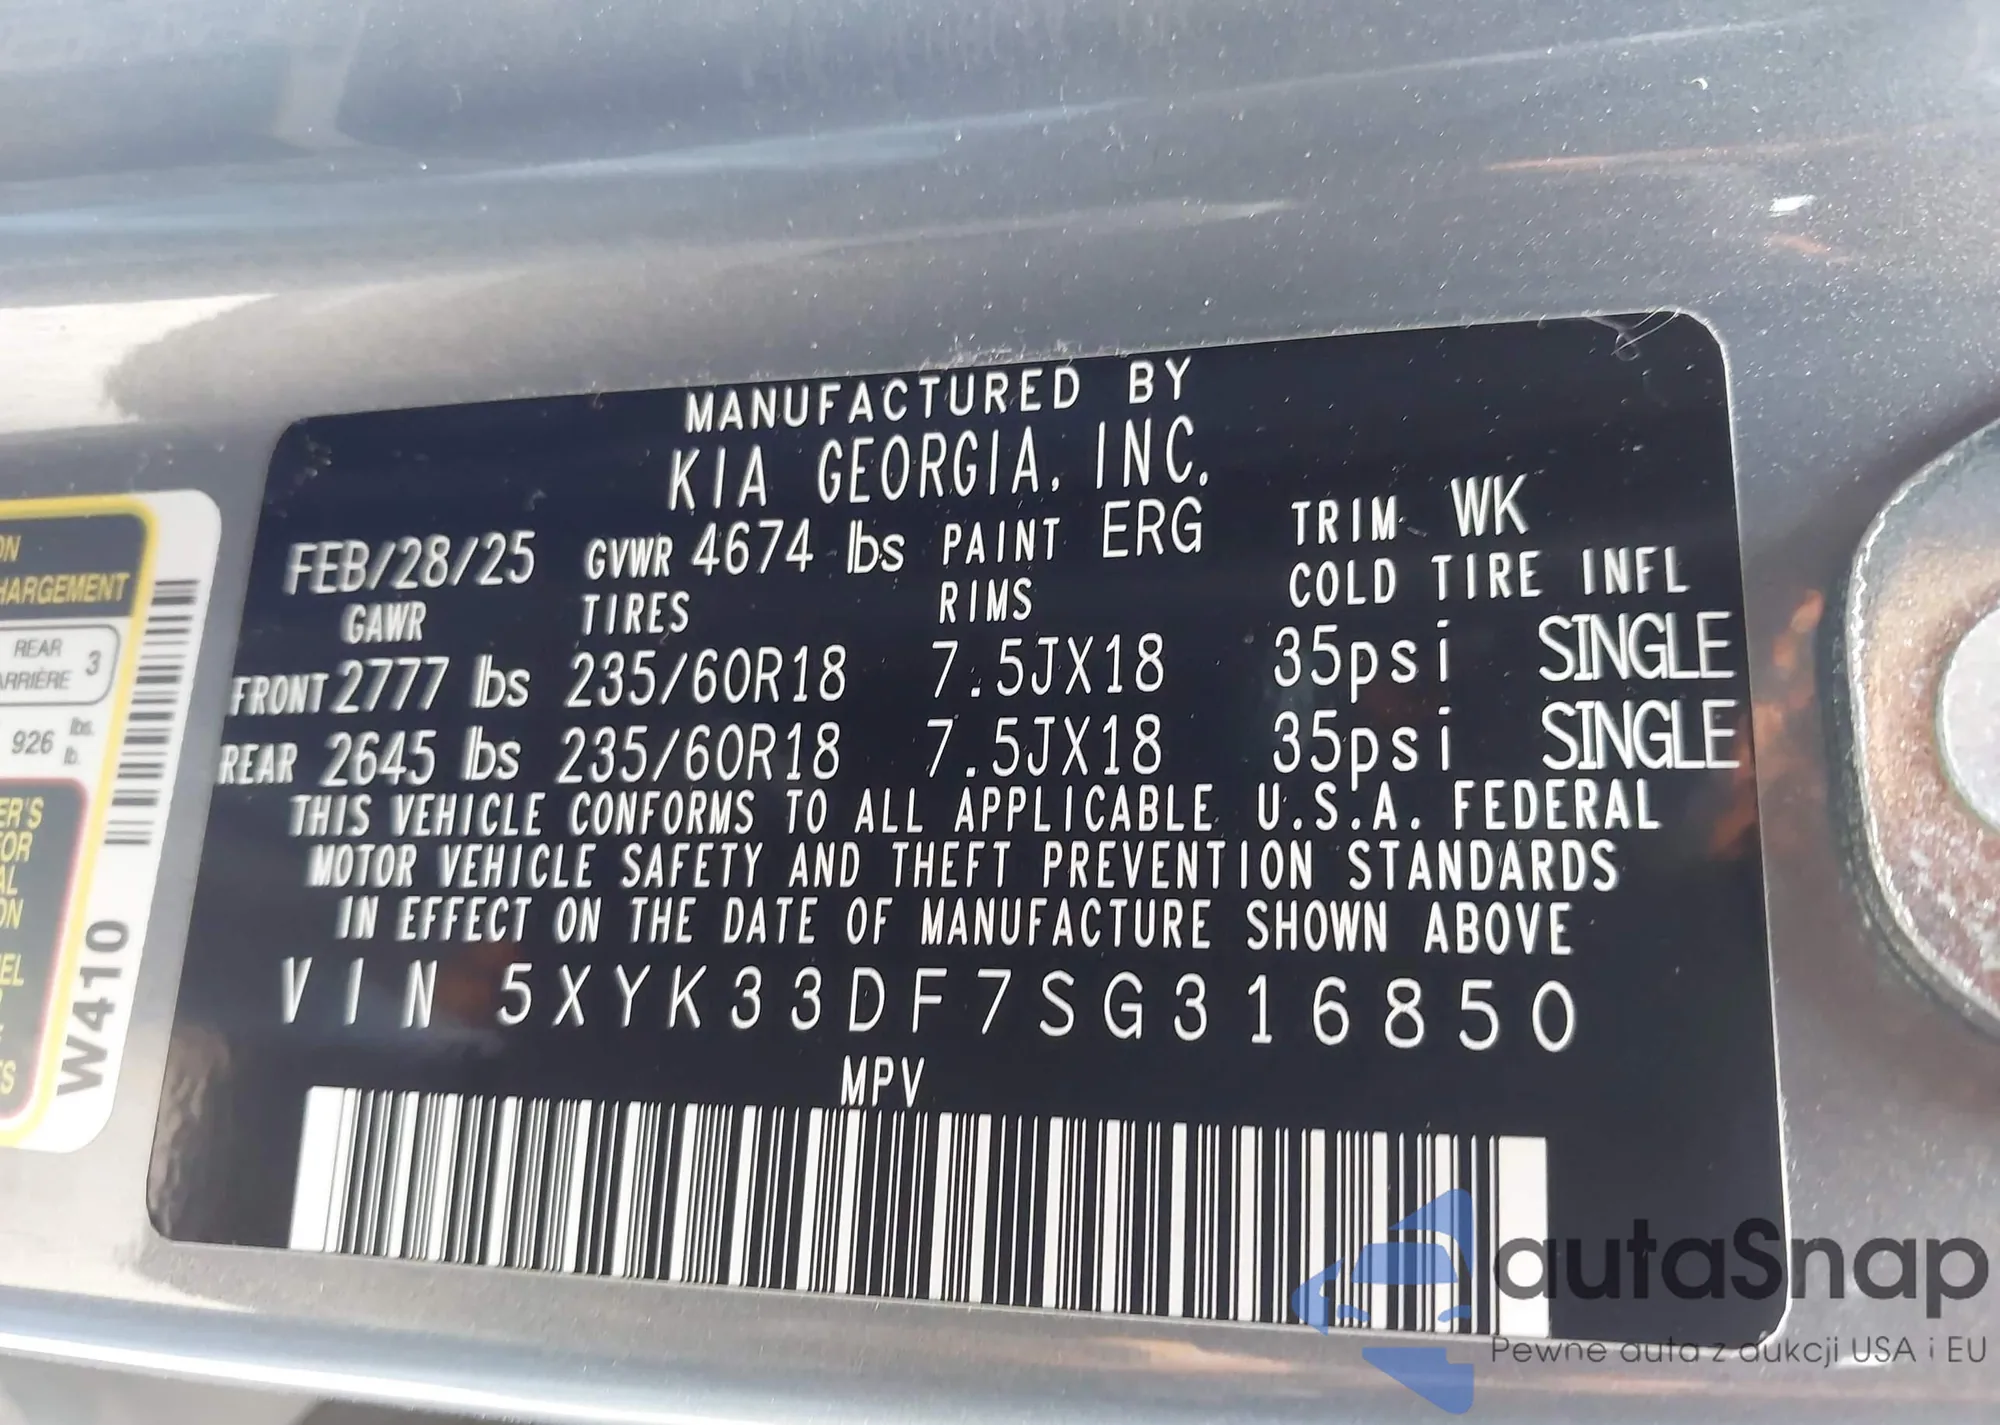 MANUFACTURED BY
KIA GEORGIA, INC.
FEB/28/25 GVWR 4674 lbs PAINT ERG TRIM WK
GAWR TIRES RIMS COLD TIRE INFL
FRONT 2777 lbs 235/60R18 7.5JX18 35psi SINGLE
REAR 2645 lbs 235/60R18 7.5JX18 35psi SINGLE
THIS VEHICLE CONFORMS TO ALL APPLICABLE U.S.A. FEDERAL
MOTOR VEHICLE SAFETY AND THEFT PREVENTION STANDARDS
IN EFFECT ON THE DATE OF MANUFACTURE SHOWN ABOVE
VIN 5XYK33DF7SG316850
MPV
REAR 3
926 lbs.
lb.
W410
autaSnap
Pewne auta z aukcji USA i EU